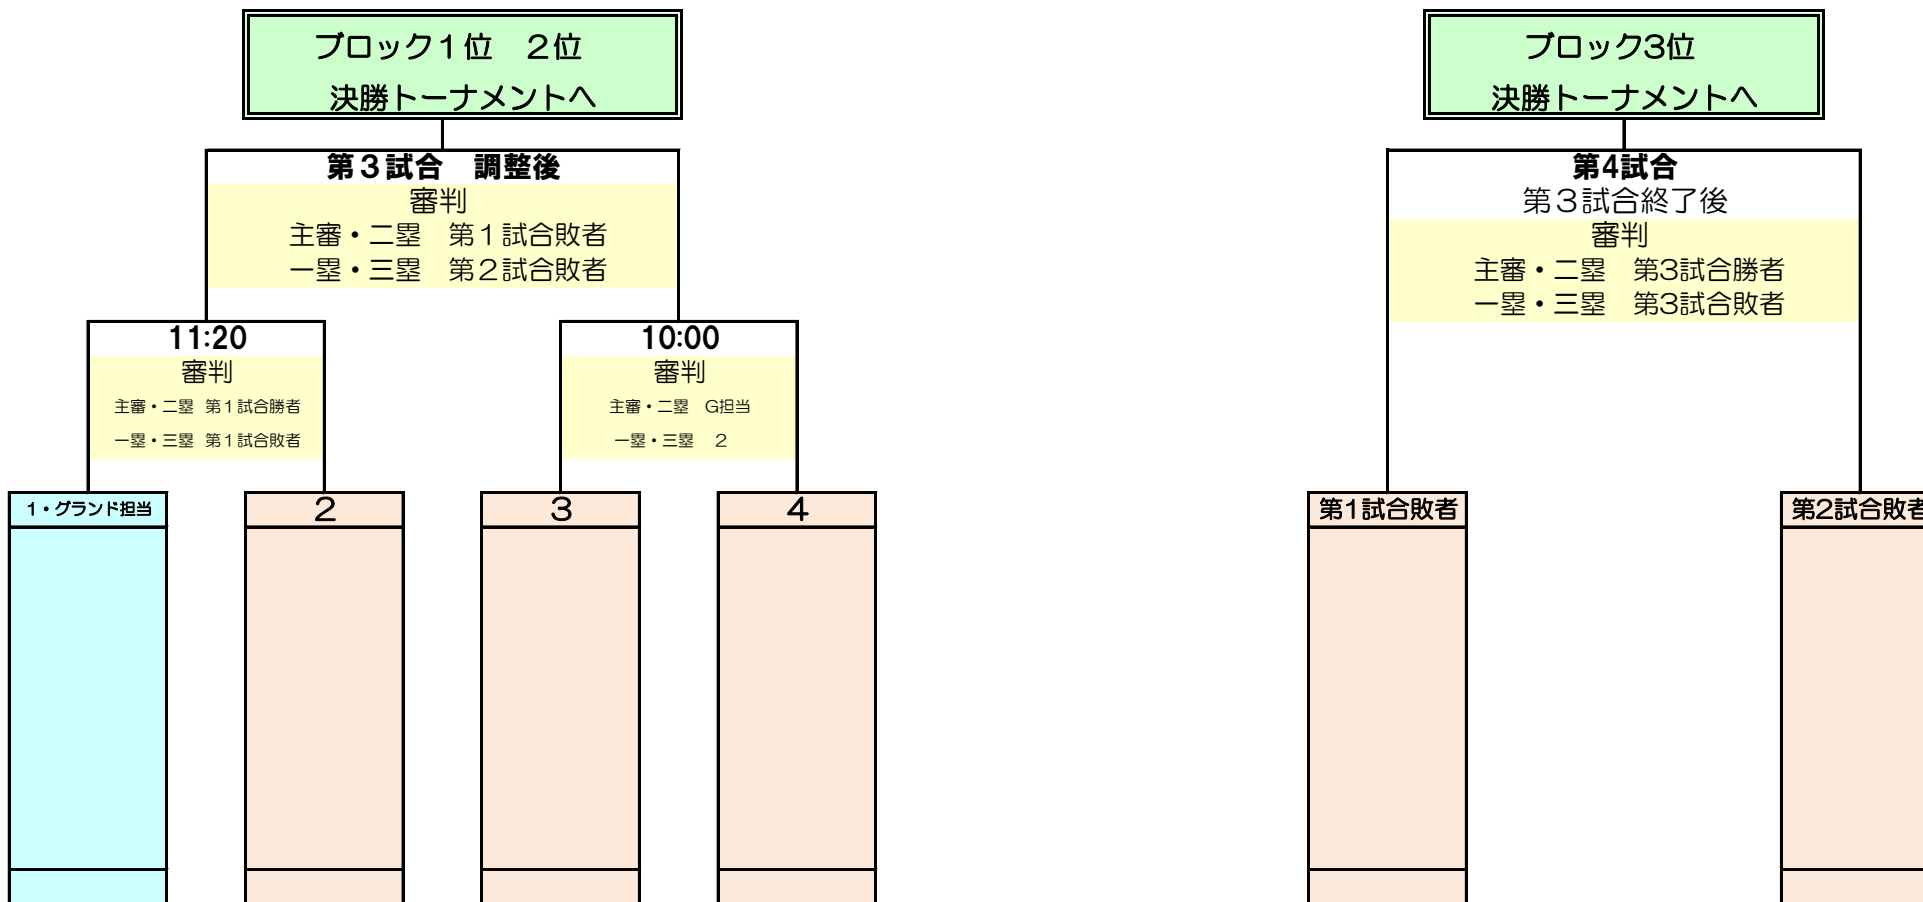 ブロック１位　２位
決勝トーナメントへ
第３試合　調整後
審判
主審・二塁　第１試合敗者
一塁・三塁　第２試合敗者
11:20
審判
主審・二塁 第１試合勝者
一塁・三塁 第１試合敗者
10:00
審判
主審・二塁　G担当
一塁・三塁　２
1・グランド担当
2
3
4
ブロック3位
決勝トーナメントへ
第4試合
第３試合終了後
審判
主審・二塁　第3試合勝者
一塁・三塁　第3試合敗者
第1試合敗者
第2試合敗者